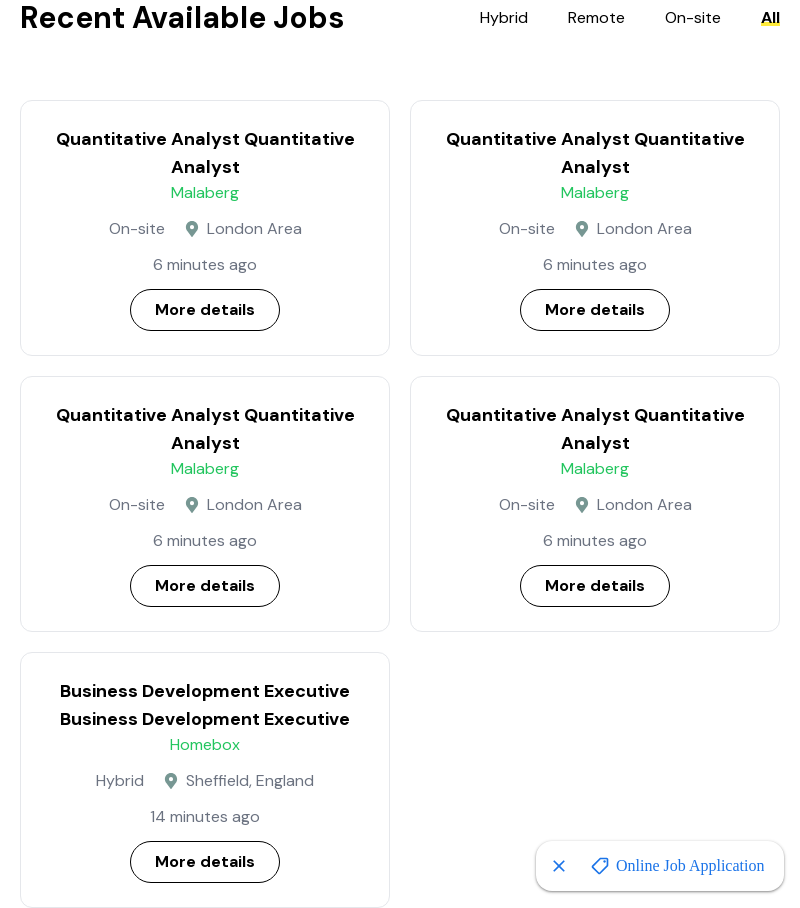 Recent Available Jobs
Hybrid Remote On-site All
Quantitative Analyst Quantitative
Analyst
Malaberg
On-site London Area
6 minutes ago
More details
Quantitative Analyst Quantitative
Analyst
Malaberg
On-site London Area
6 minutes ago
More details
Quantitative Analyst Quantitative
Analyst
Malaberg
On-site London Area
6 minutes ago
More details
Quantitative Analyst Quantitative
Analyst
Malaberg
On-site London Area
6 minutes ago
More details
Business Development Executive
Business Development Executive
Homebox
Hybrid Sheffield, England
14 minutes ago
More details
Online Job Application